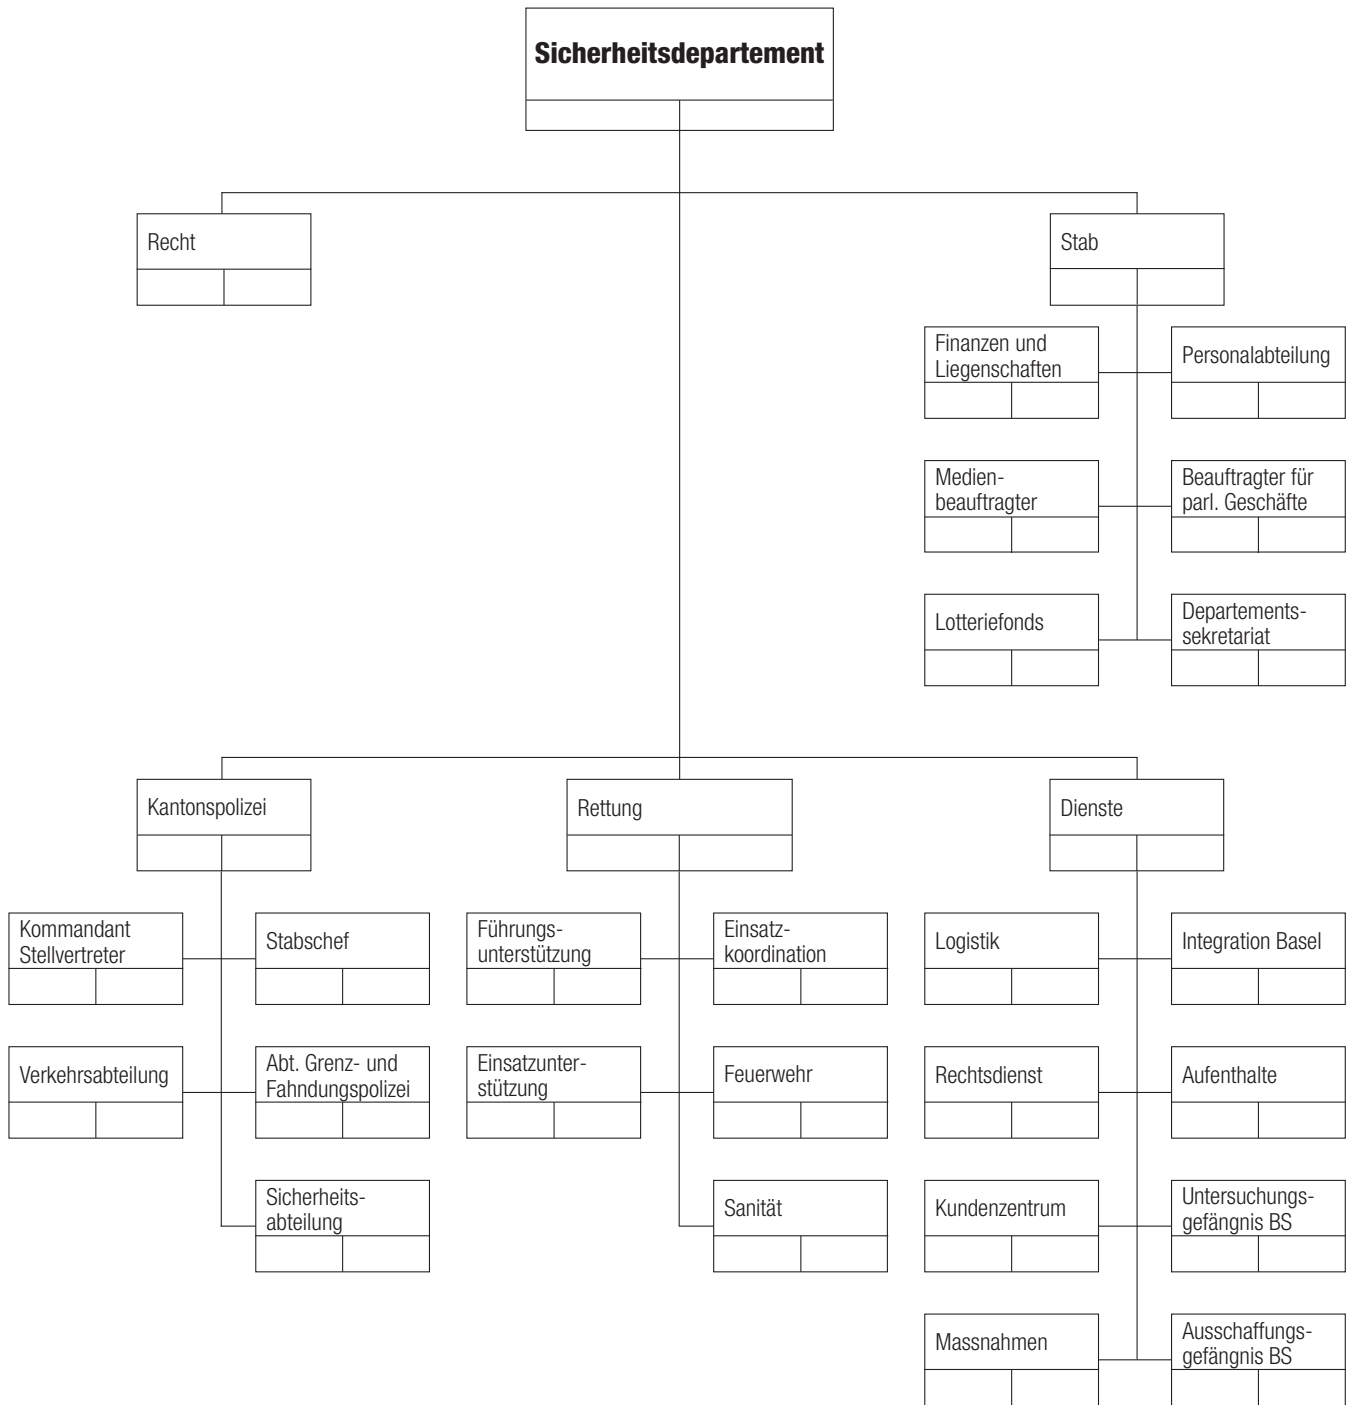 Sicherheitsdepartement
Recht
Stab
Finanzen und
Liegenschaften
Personalabteilung
Medien-
beauftragter
Beauftragter für
parl. Geschäfte
Lotteriefonds
Departements-
sekretariat
Kantonspolizei
Rettung
Dienste
Kommandant
Stellvertreter
Stabschef
Führungs-
unterstützung
Einsatz-
koordination
Logistik
Integration Basel
Verkehrsabteilung
Abt. Grenz- und
Fahndungspolizei
Einsatzunter-
stützung
Feuerwehr
Rechtsdienst
Aufenthalte
Sicherheits-
abteilung
Sanität
Kundenzentrum
Untersuchungs-
gefängnis BS
Massnahmen
Ausschaffungs-
gefängnis BS